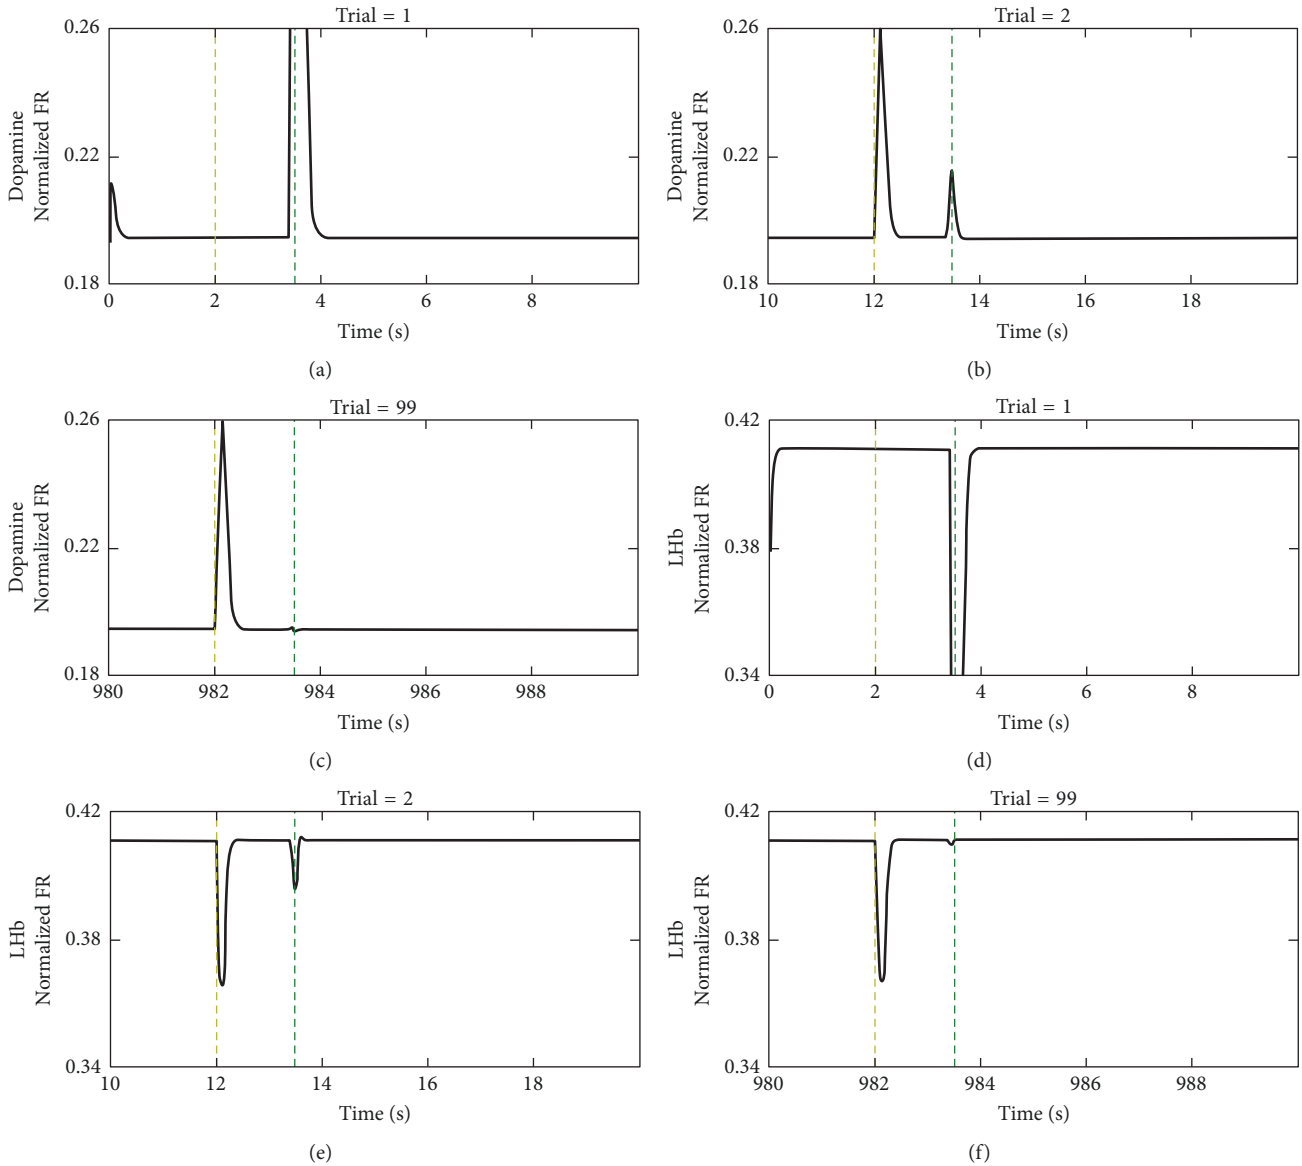 Trial = 1
0.26
0.22
0.18
Dopamine
Normalized FR
0 2 4 6 8
Time (s)
(a)
Trial = 2
0.26
0.22
0.18
Dopamine
Normalized FR
10 12 14 16 18
Time (s)
(b)
Trial = 99
0.26
0.22
0.18
Dopamine
Normalized FR
980 982 984 986 988
Time (s)
(c)
Trial = 1
0.42
0.38
0.34
LHb
Normalized FR
0 2 4 6 8
Time (s)
(d)
Trial = 2
0.42
0.38
0.34
LHb
Normalized FR
10 12 14 16 18
Time (s)
(e)
Trial = 99
0.42
0.38
0.34
LHb
Normalized FR
980 982 984 986 988
Time (s)
(f)